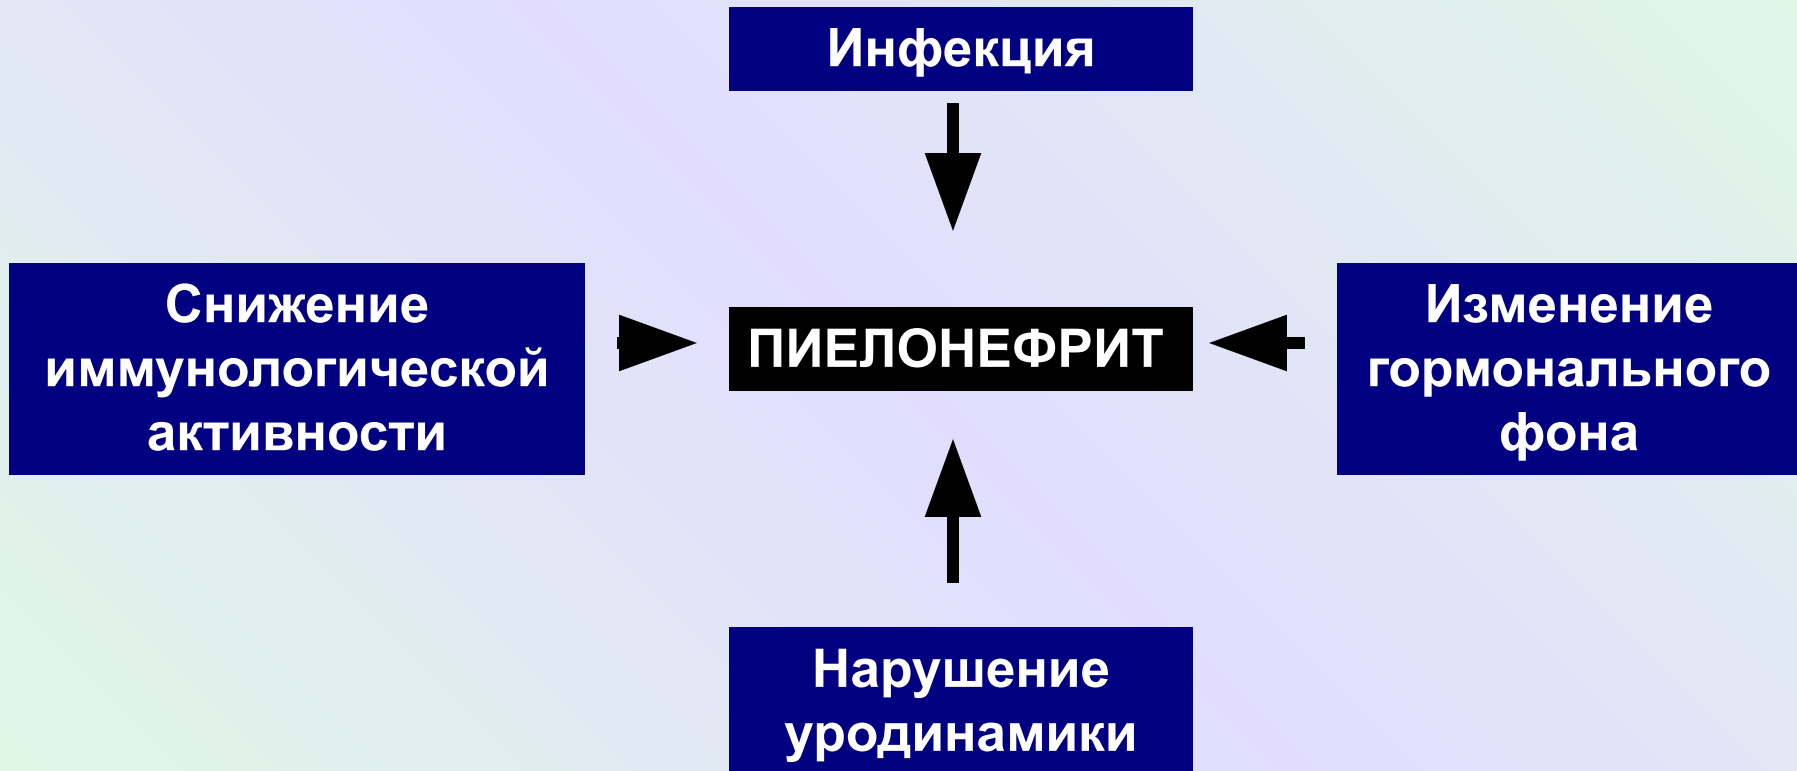 Инфекция
Снижение
иммунологической
активности
ПИЕЛОНЕФРИТ
Изменение
гормонального
фона
Нарушение
уродинамики